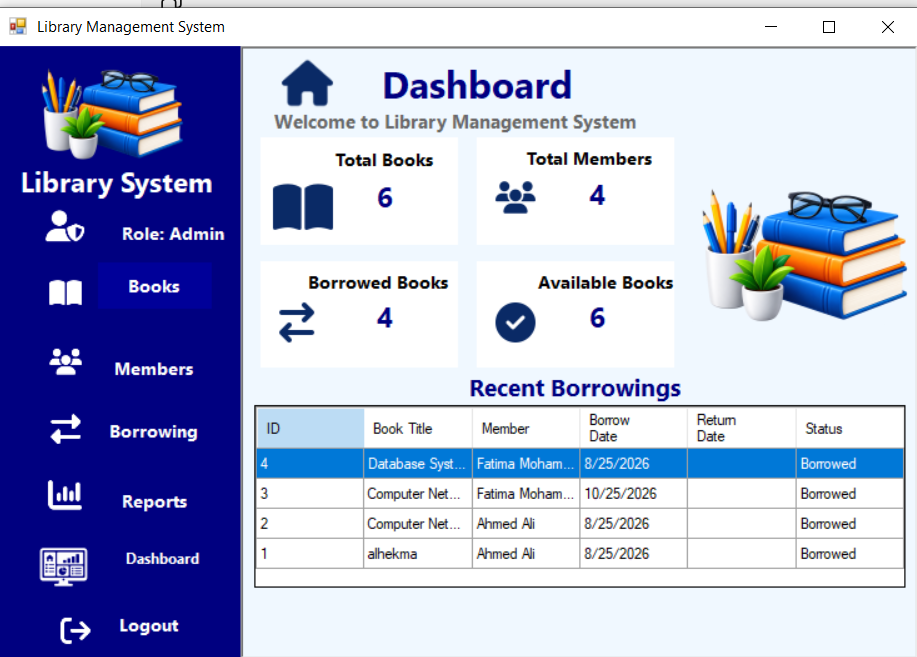 Library Management System
Library System
Role: Admin
Books
Members
Borrowing
Reports
Dashboard
Logout
Dashboard
Welcome to Library Management System
Total Books
6
Total Members
4
Borrowed Books
4
Available Books
6
Recent Borrowings
ID Book Title Member Borrow Date Return Date Status
4 Database Syst... Fatima Moham... 8/25/2026 Borrowed
3 Computer Net... Fatima Moham... 10/25/2026 Borrowed
2 Computer Net... Ahmed Ali 8/25/2026 Borrowed
1 alhekma Ahmed Ali 8/25/2026 Borrowed